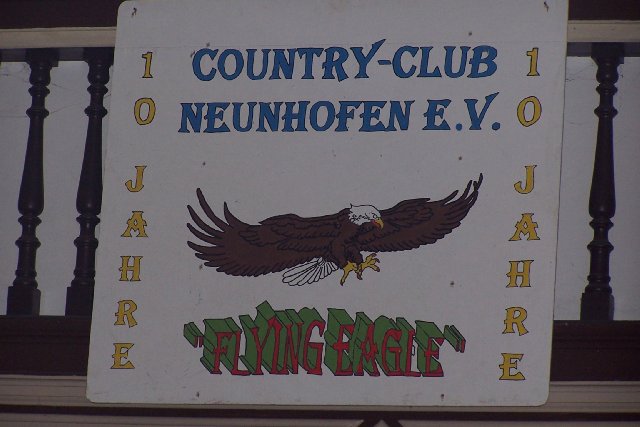 COUNTRY-CLUB
NEUNHOFEN E.V.
10 JAHRE
10 JAHRE
"FLYING EAGLE"